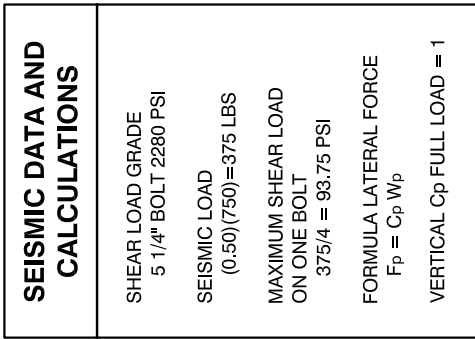 SEISMIC DATA AND
CALCULATIONS
SHEAR LOAD GRADE
5 1/4" BOLT 2280 PSI
SEISMIC LOAD
(0.50)(750)=375 LBS
MAXIMUM SHEAR LOAD
ON ONE BOLT
375/4 = 93.75 PSI
FORMULA LATERAL FORCE
Fp = Cp Wp
VERTICAL Cp FULL LOAD = 1